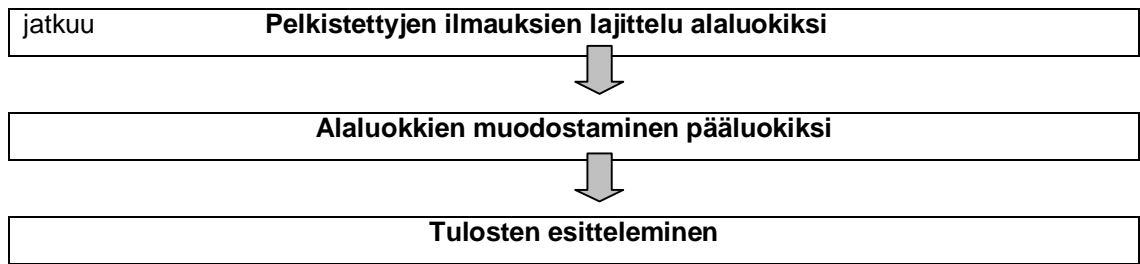 jatkuu Pelkistettyjen ilmauksien lajittelu alaluokiksi
Alaluokkien muodostaminen pääluokiksi
Tulosten esitteleminen